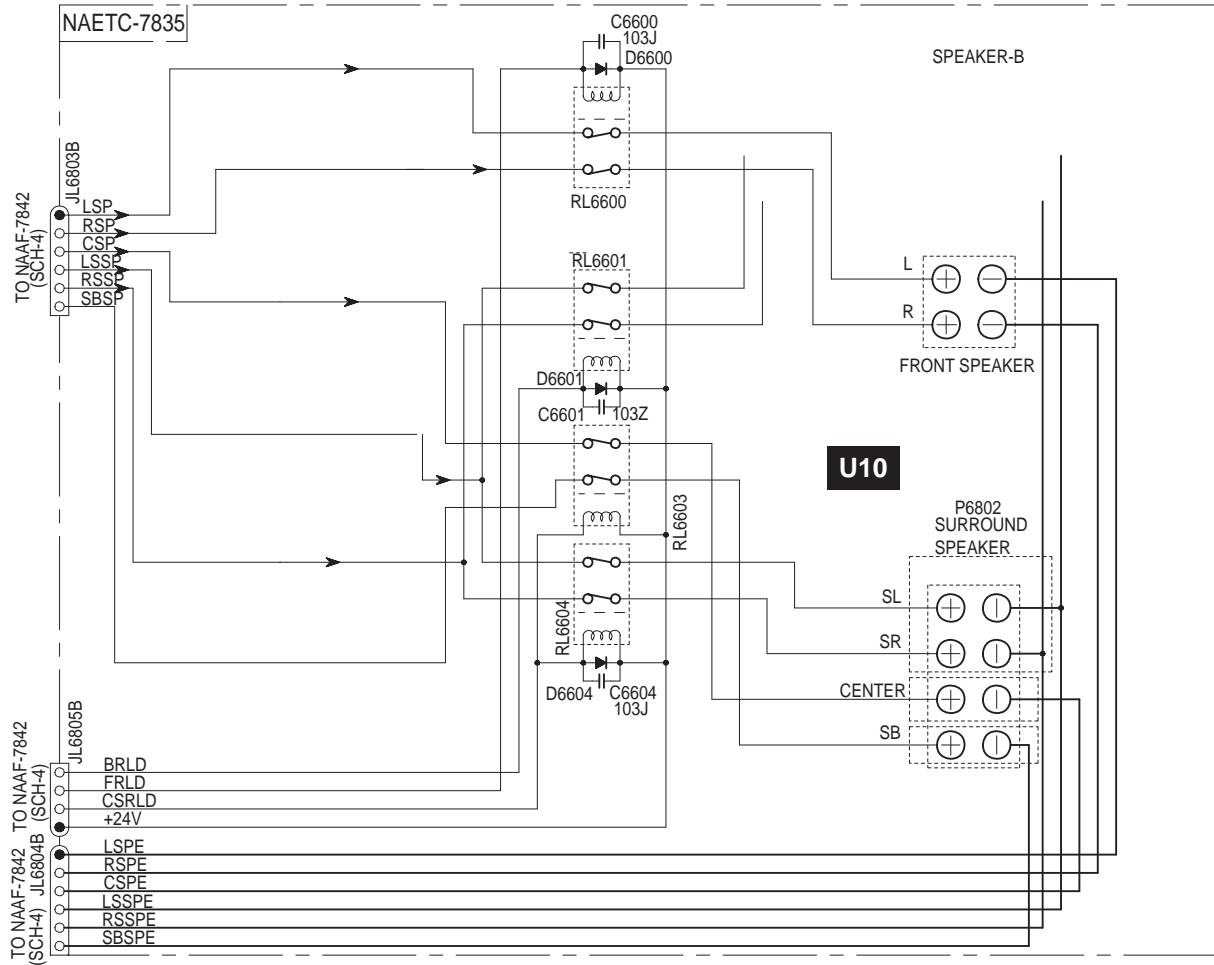 NAETC-7835
C6600
103J
D6600
SPEAKER-B
JL6803B
TO NAAF-7842
(SCH-4)
LSP
RSP
CSP
LSSP
RSSP
SBSP
RL6600
RL6601
L
R
FRONT SPEAKER
D6601
C6601
103Z
U10
RL6603
P6802
SURROUND
SPEAKER
SL
SR
CENTER
SB
RL6604
D6604
C6604
103J
JL6805B
TO NAAF-7842
(SCH-4)
BRLD
FRLD
CSRLD
+24V
JL6804B
TO NAAF-7842
(SCH-4)
LSPE
RSPE
CSPE
LSSPE
RSSPE
SBSPE